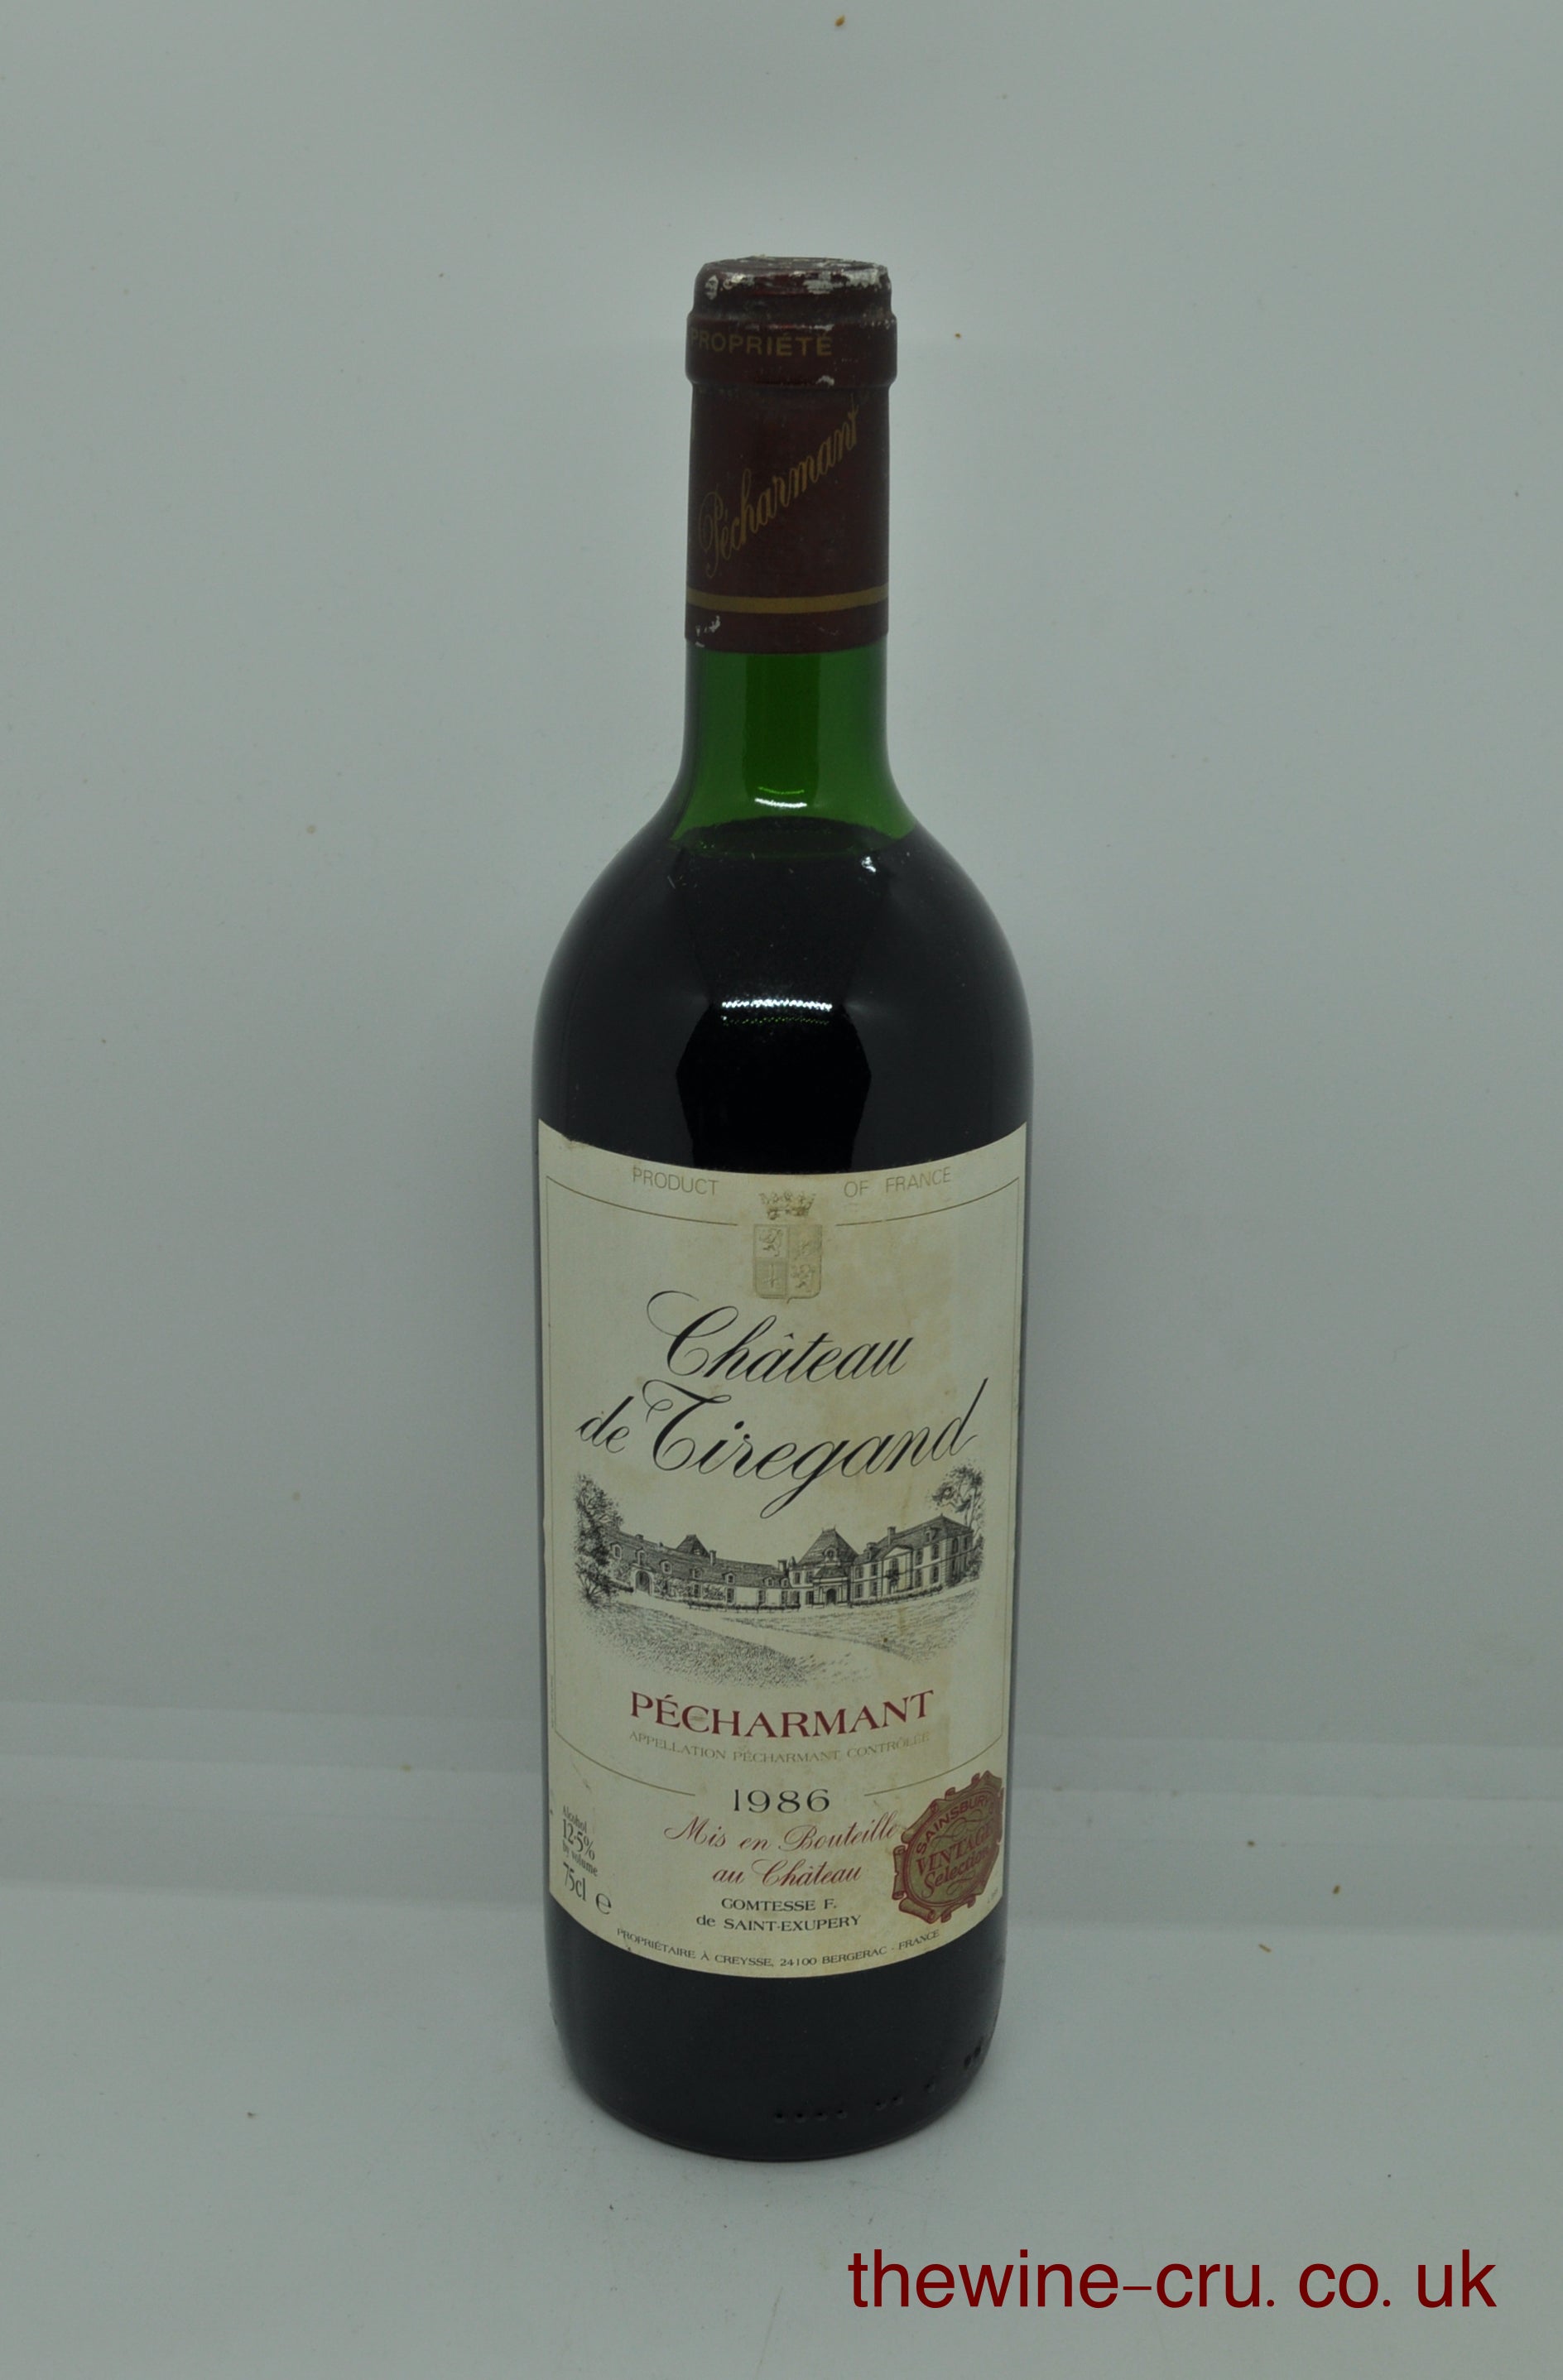 PROPRIÉTÉ
Pécharmant
PRODUCT OF FRANCE
Château
de Tiregand
PÉCHARMANT
APPELLATION PÉCHARMANT CONTRÔLÉE
1986
Mis en Bouteille
au Château
COMTESSE F.
de SAINT-EXUPERY
PROPRIÉTAIRE À CREYSSE, 24100 BERGERAC - FRANCE
Alcohol
12·5%
by volume
75cl e
SAINSBURY
VINTAGE
Selection
thewine-cru. co. uk